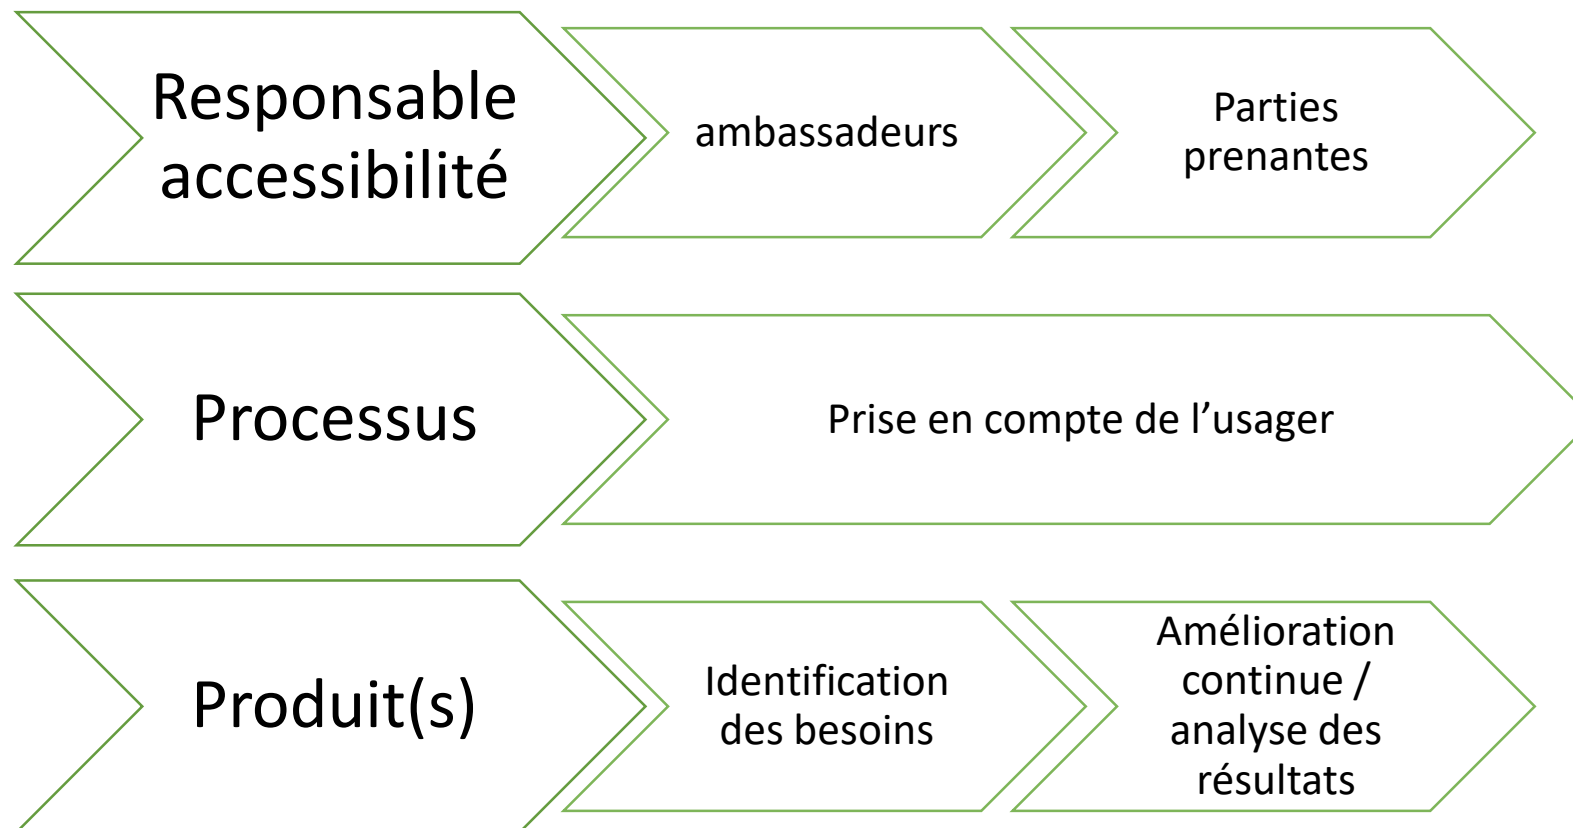 Responsable
accessibilité
ambassadeurs
Parties
prenantes
Processus
Prise en compte de l’usager
Produit(s)
Identification
des besoins
Amélioration
continue /
analyse des
résultats